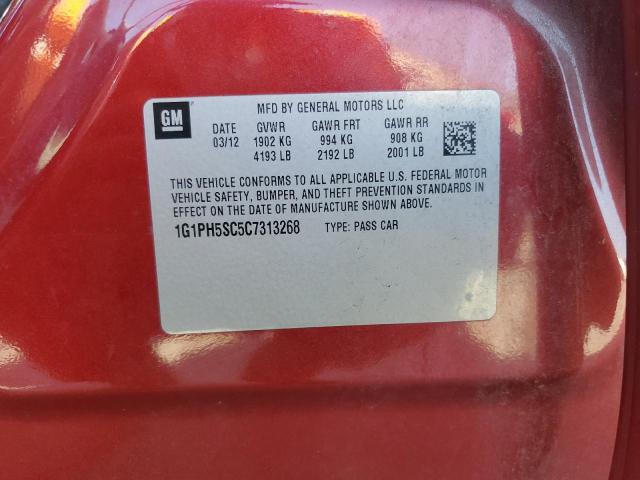 GM
MFD BY GENERAL MOTORS LLC
DATE GVWR GAWR FRT GAWR RR
03/12 1902 KG 994 KG 908 KG
4193 LB 2192 LB 2001 LB
THIS VEHICLE CONFORMS TO ALL APPLICABLE U.S. FEDERAL MOTOR
VEHICLE SAFETY, BUMPER, AND THEFT PREVENTION STANDARDS IN
EFFECT ON THE DATE OF MANUFACTURE SHOWN ABOVE.
1G1PH5SC5C7313268 TYPE: PASS CAR